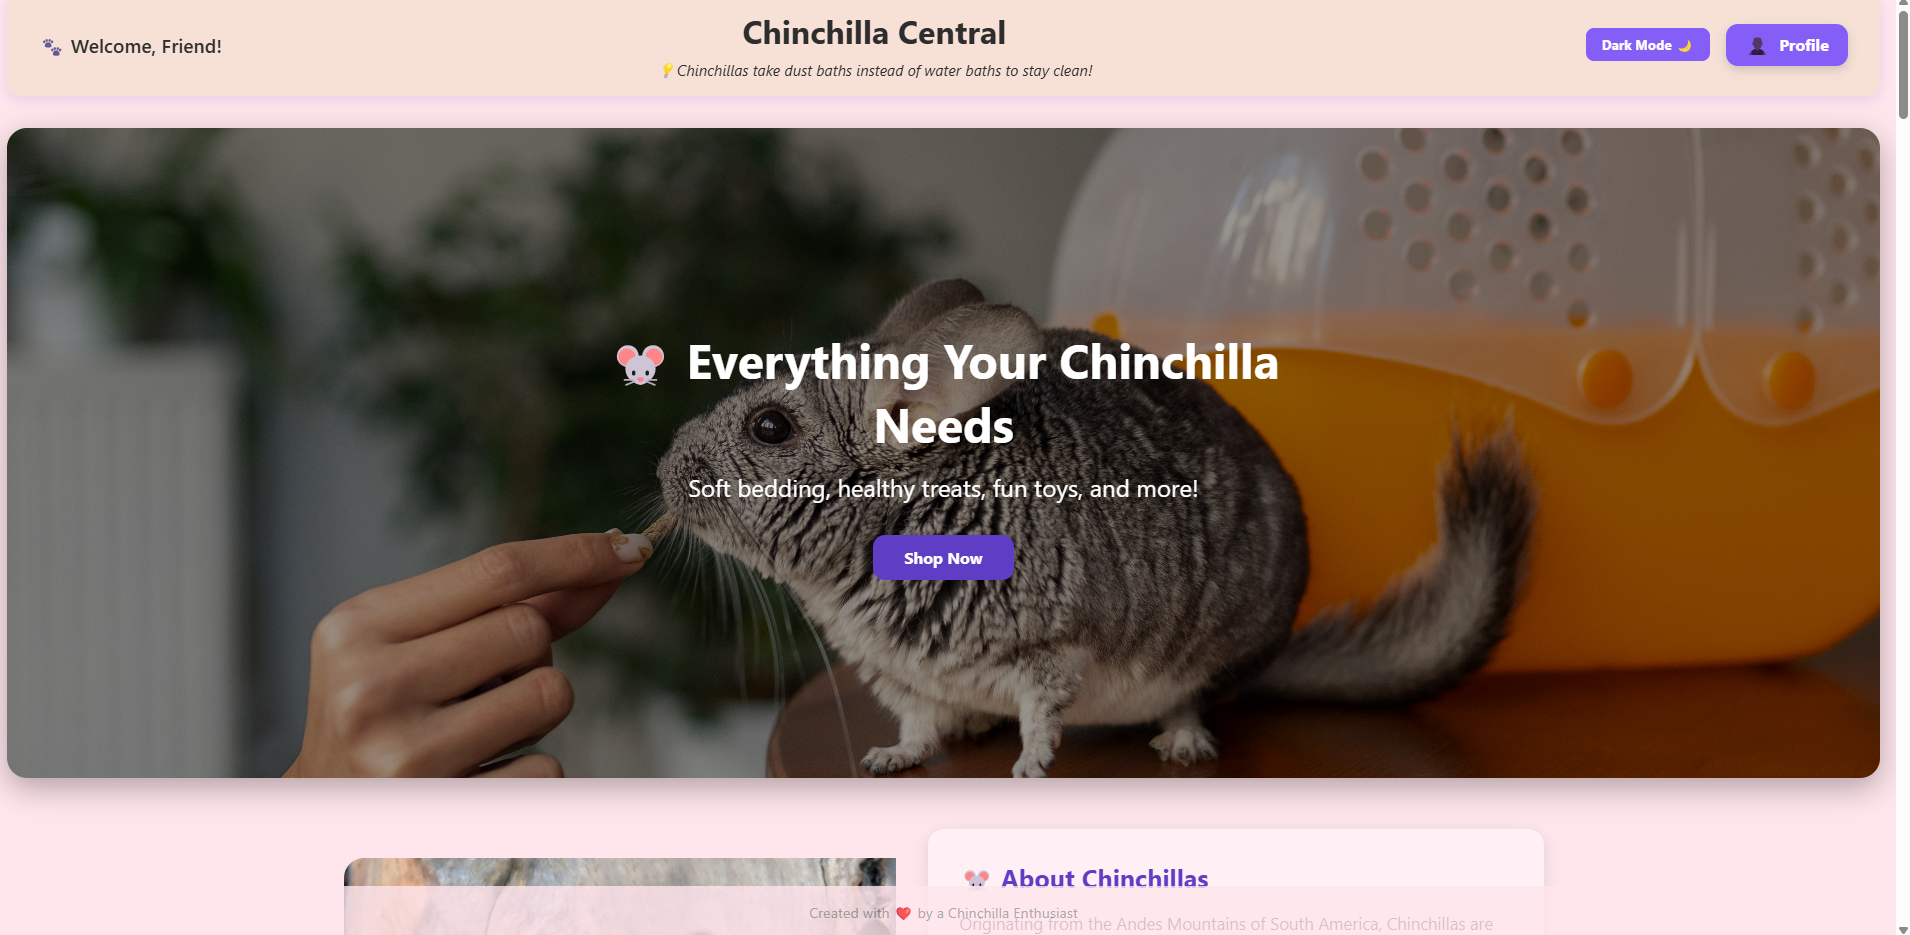 Welcome, Friend!
Chinchilla Central
Chinchillas take dust baths instead of water baths to stay clean!
Dark Mode
Profile
Everything Your Chinchilla
Needs
Soft bedding, healthy treats, fun toys, and more!
Shop Now
About Chinchillas
Originating from the Andes Mountains of South America, Chinchillas are
Created with ❤️ by a Chinchilla Enthusiast